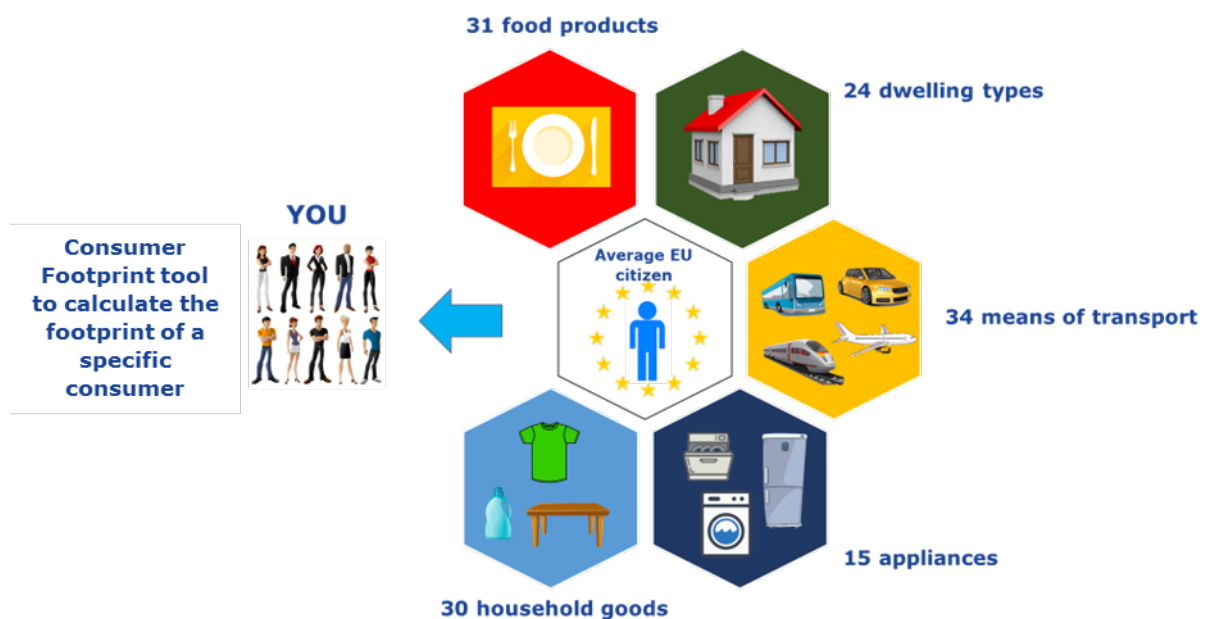 31 food products
24 dwelling types
YOU
Consumer
Footprint tool
to calculate the
footprint of a
specific
consumer
Average EU
citizen
34 means of transport
15 appliances
30 household goods